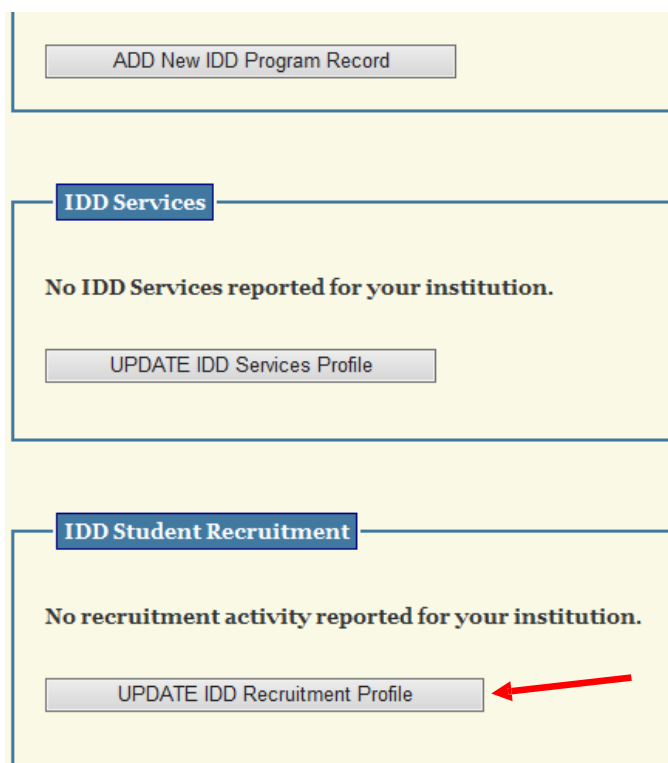 ADD New IDD Program Record
IDD Services
No IDD Services reported for your institution.
UPDATE IDD Services Profile
IDD Student Recruitment
No recruitment activity reported for your institution.
UPDATE IDD Recruitment Profile